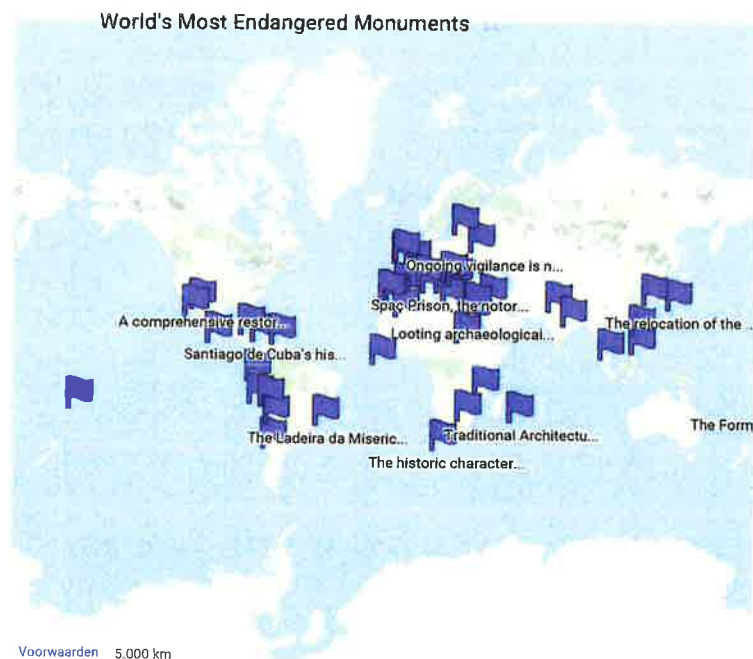 World's Most Endangered Monuments
Ongoing vigilance is n...
Spaç Prison, the notor...
A comprehensive restor...
The relocation of the ...
Looting archaeological...
Santiago de Cuba's his...
The Form
The Ladeira da Miseric...
Traditional Architectu...
The historic character...
Voorwaarden 5.000 km